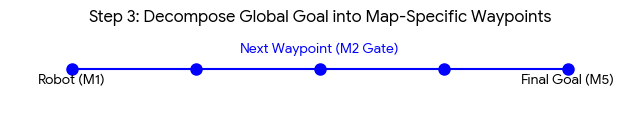 Step 3: Decompose Global Goal into Map-Specific Waypoints
Next Waypoint (M2 Gate)
Robot (M1)
Final Goal (M5)